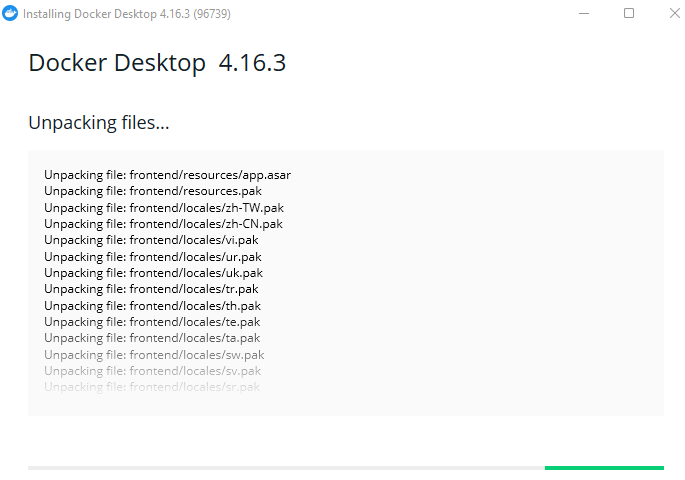 Installing Docker Desktop 4.16.3 (96739)
Docker Desktop 4.16.3
Unpacking files...
Unpacking file: frontend/resources/app.asar
Unpacking file: frontend/resources.pak
Unpacking file: frontend/locales/zh-TW.pak
Unpacking file: frontend/locales/zh-CN.pak
Unpacking file: frontend/locales/vi.pak
Unpacking file: frontend/locales/ur.pak
Unpacking file: frontend/locales/uk.pak
Unpacking file: frontend/locales/tr.pak
Unpacking file: frontend/locales/th.pak
Unpacking file: frontend/locales/te.pak
Unpacking file: frontend/locales/ta.pak
Unpacking file: frontend/locales/sw.pak
Unpacking file: frontend/locales/sv.pak
Unpacking file: frontend/locales/sr.pak